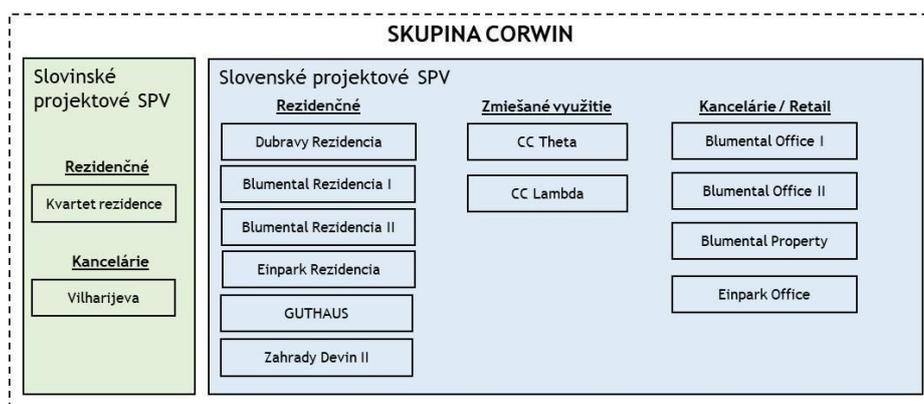 SKUPINA CORWIN
Slovinské
projektové SPV
Rezidenčné
Kvartet rezidence
Kancelárie
Vilharijeva
Slovenské projektové SPV
Rezidenčné
Dubravy Rezidencia
Blumental Rezidencia I
Blumental Rezidencia II
Einpark Rezidencia
GUTHAUS
Zahrady Devin II
Zmiešané využitie
CC Theta
CC Lambda
Kancelárie / Retail
Blumental Office I
Blumental Office II
Blumental Property
Einpark Office